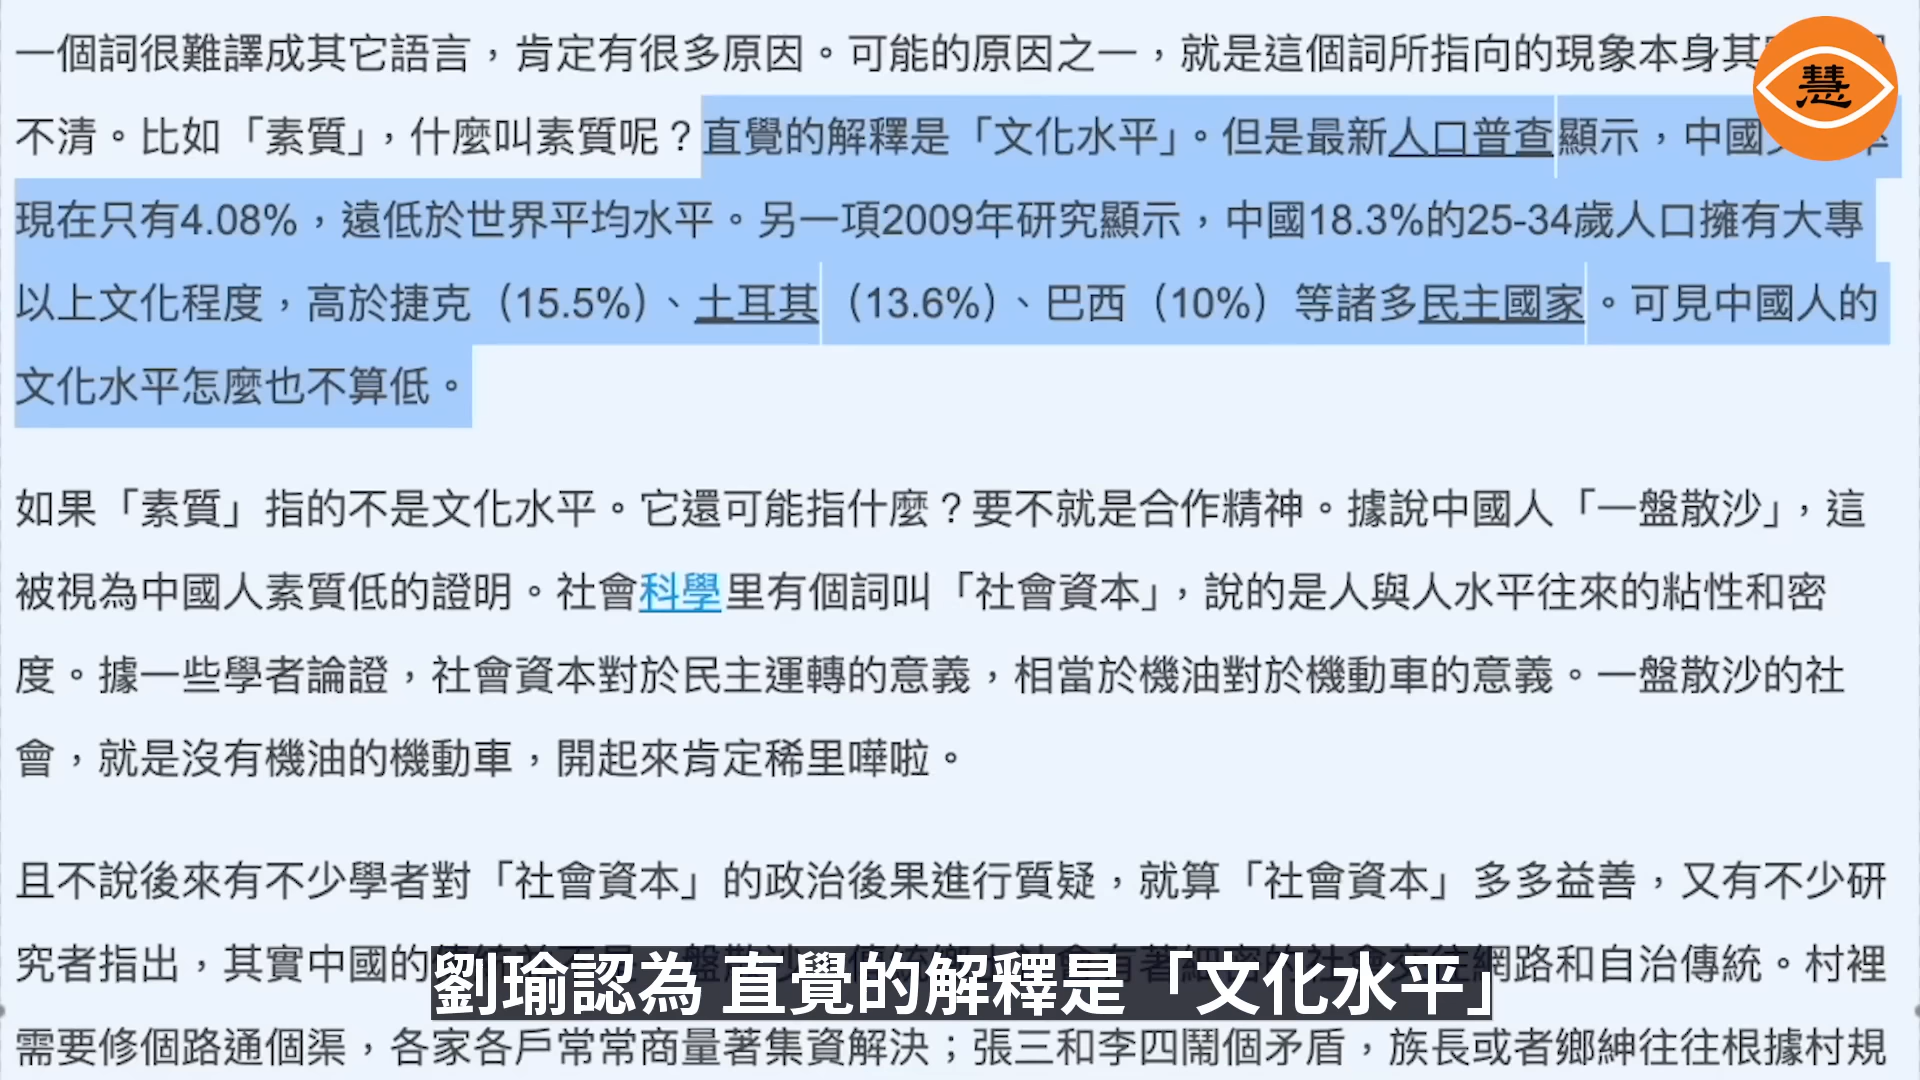 一個詞很難譯成其它語言，肯定有很多原因。可能的原因之一，就是這個詞所指向的現象本身其
慧
不清。比如「素質」，什麼叫素質呢？直覺的解釋是「文化水平」。但是最新人口普查顯示，中國
現在只有4.08%，遠低於世界平均水平。另一項2009年研究顯示，中國18.3%的25-34歲人口擁有大專
以上文化程度，高於捷克（15.5%）、土耳其（13.6%）、巴西（10%）等諸多民主國家。可見中國人的
文化水平怎麼也不算低。
如果「素質」指的不是文化水平。它還可能指什麼？要不就是合作精神。據說中國人「一盤散沙」，這
被視為中國人素質低的證明。社會科學里有個詞叫「社會資本」，說的是人與人水平往來的粘性和密
度。據一些學者論證，社會資本對於民主運轉的意義，相當於機油對於機動車的意義。一盤散沙的社
會，就是沒有機油的機動車，開起來肯定稀里嘩啦。
且不說後來有不少學者對「社會資本」的政治後果進行質疑，就算「社會資本」多多益善，又有不少研
究者指出，其實中國的網路和自治傳統。村裡
劉瑜認為 直覺的解釋是「文化水平」
需要修個路通個渠，各家各戶常常商量著集資解決；張三和李四鬧個矛盾，族長或者鄉紳往往根據村規